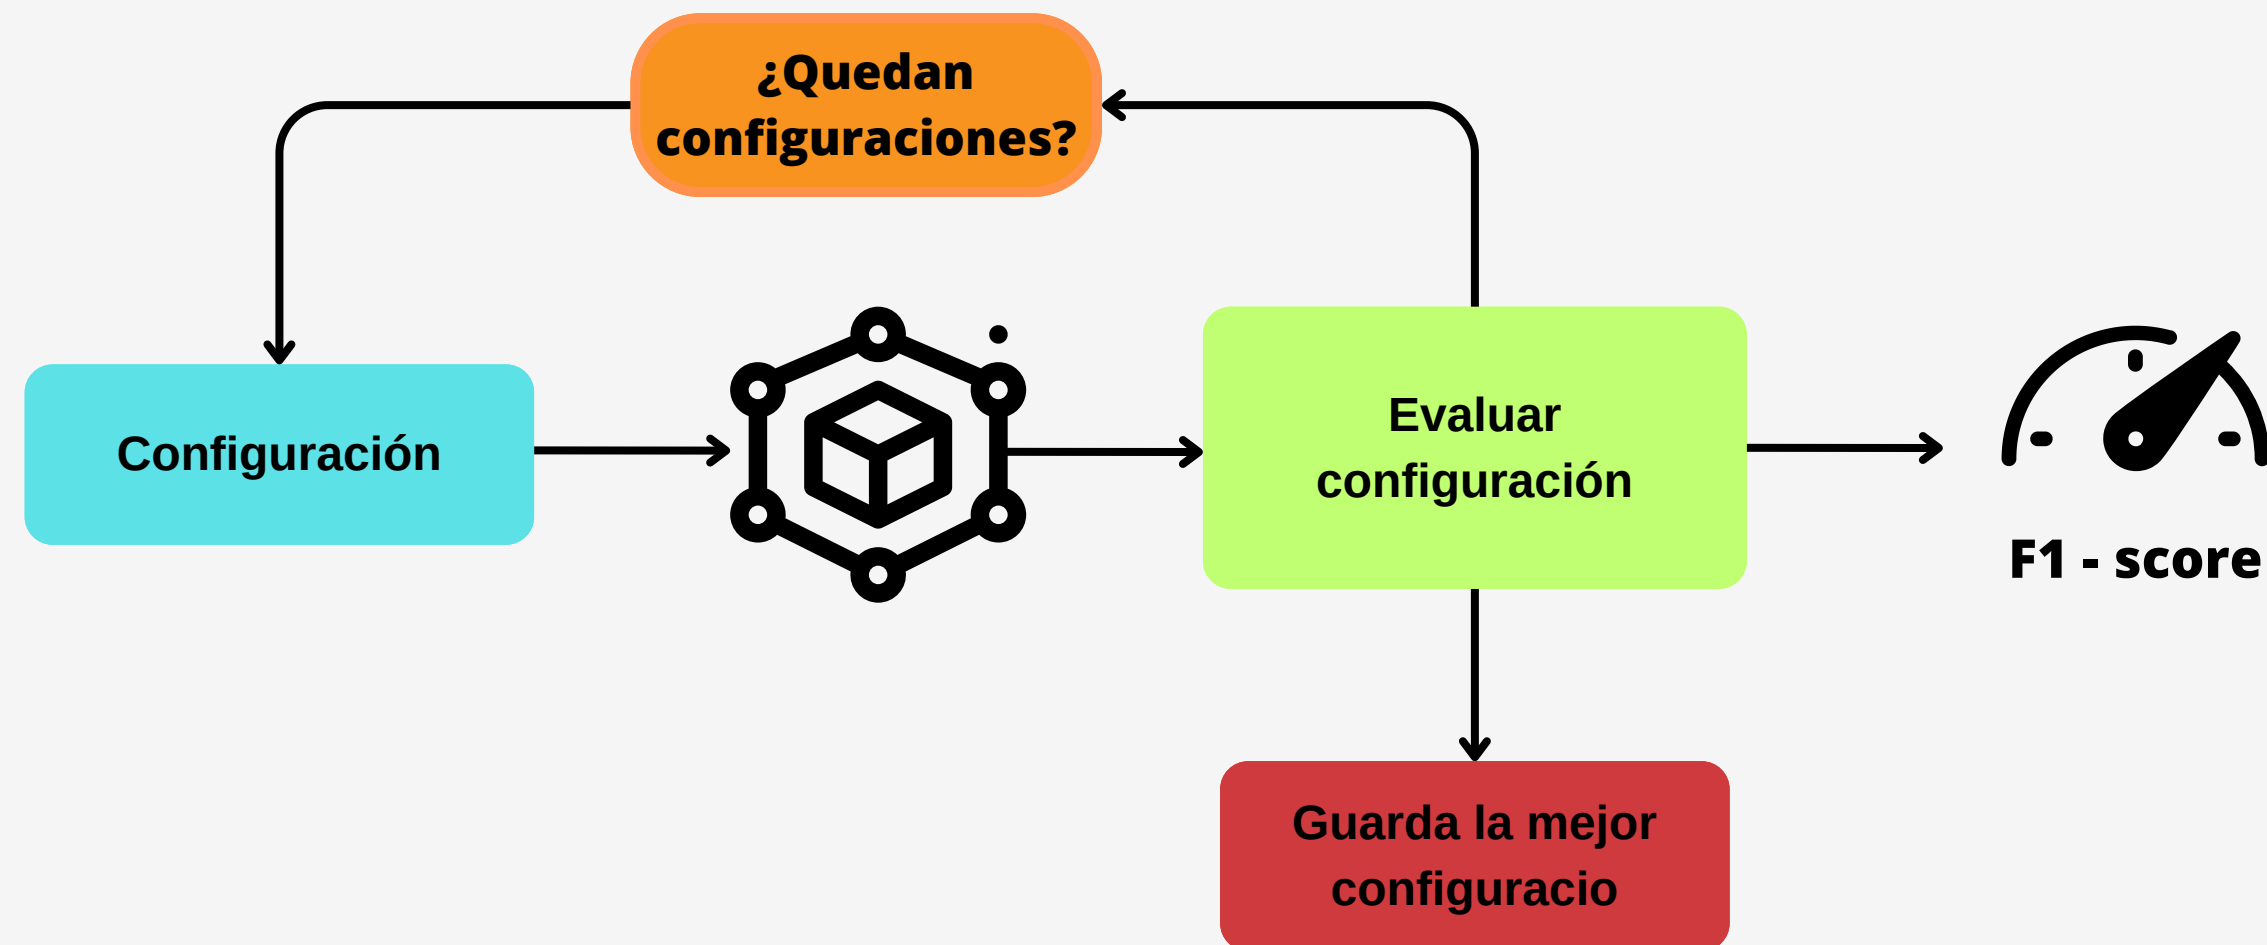 ¿Quedan
configuraciones?
Configuración
Evaluar
configuración
F1 - score
Guarda la mejor
configuracio